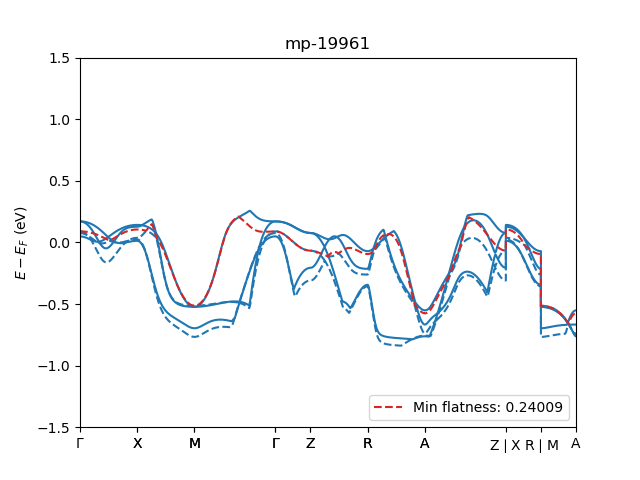 mp-19961
1.5
1.0
0.5
0.0
−0.5
−1.0
−1.5
E − E_F (eV)
Min flatness: 0.24009
Γ X M Γ Z R A Z | X R | M A